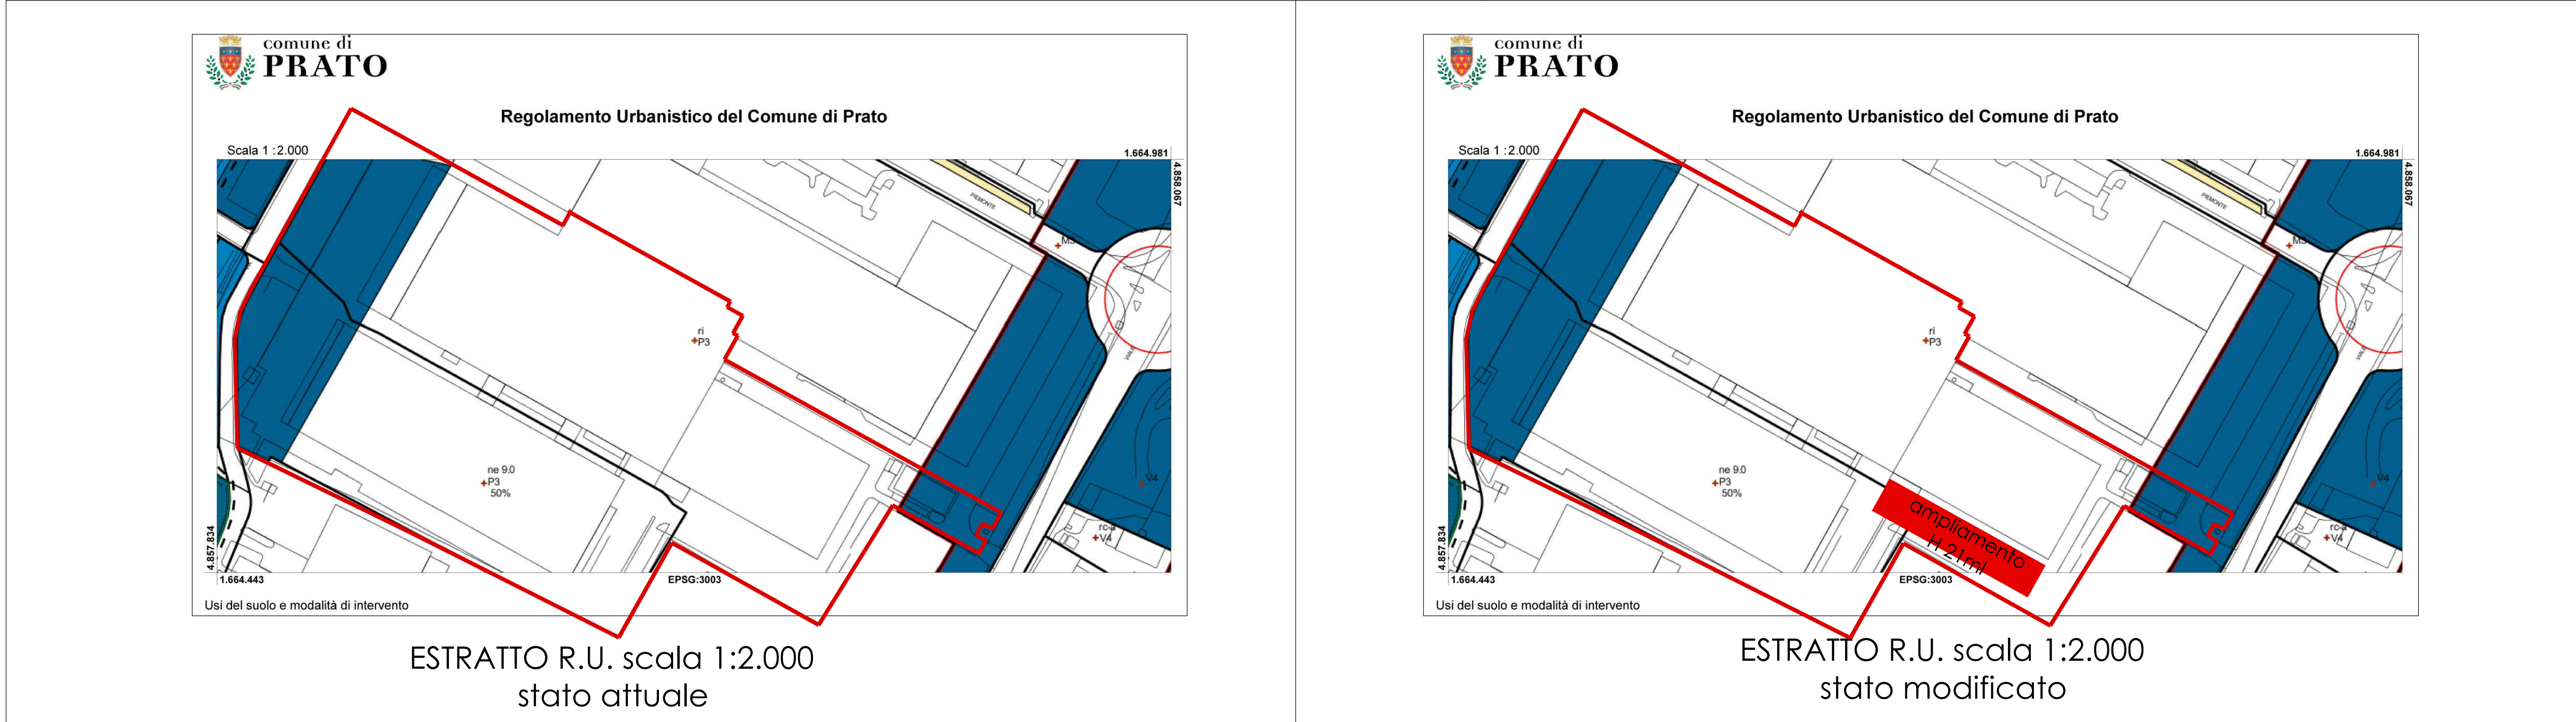 comune di
PRATO
Regolamento Urbanistico del Comune di Prato
Scala 1 :2.000
1.664.981
4.858.067
PIEMONTE
M3
VIALE
ri
P3
ne 9.0
P3
50%
V4
rc-a
V4
4.857.834
1.664.443
EPSG:3003
Usi del suolo e modalità di intervento
ESTRATTO R.U. scala 1:2.000
stato attuale
comune di
PRATO
Regolamento Urbanistico del Comune di Prato
Scala 1 :2.000
1.664.981
4.858.067
PIEMONTE
M3
VIALE
ri
P3
ne 9.0
P3
50%
ampliamento
H 21ml
V4
rc-a
V4
4.857.834
1.664.443
EPSG:3003
Usi del suolo e modalità di intervento
ESTRATTO R.U. scala 1:2.000
stato modificato